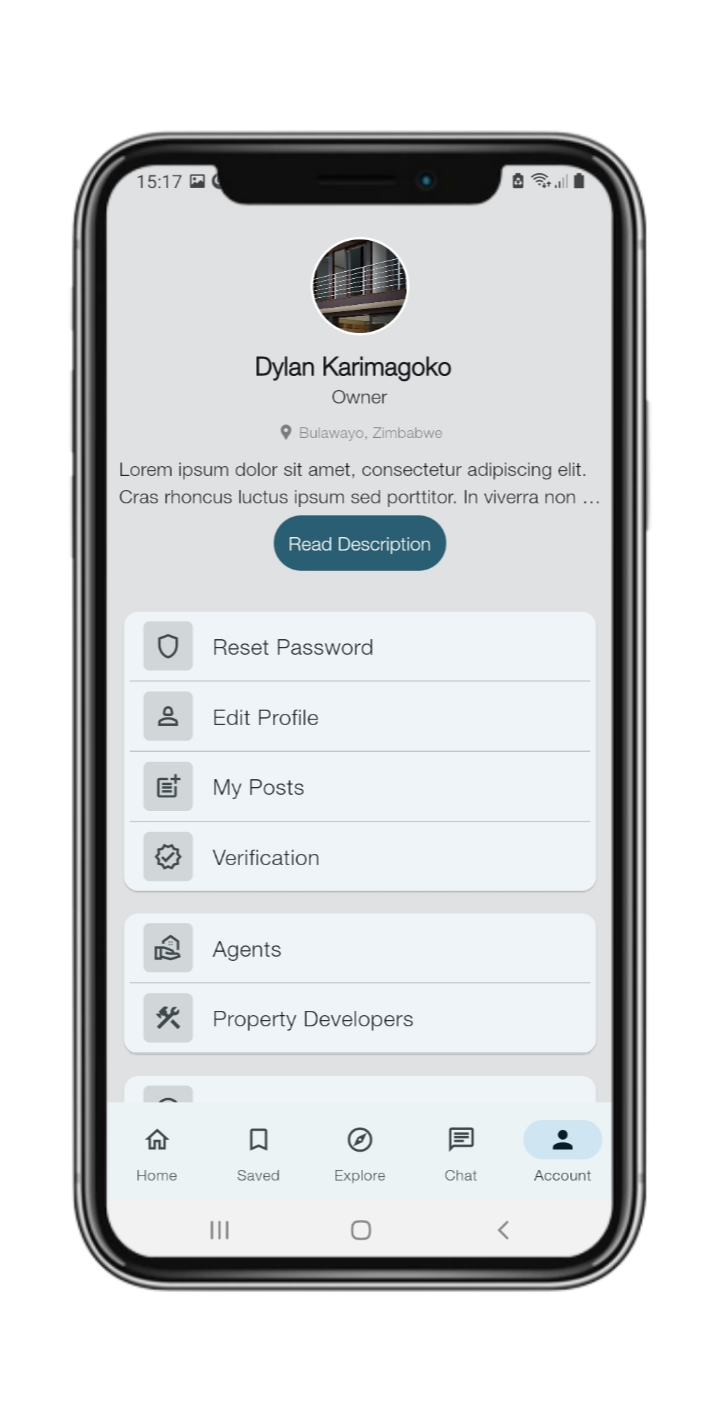 15:17
Dylan Karimagoko
Owner
Bulawayo, Zimbabwe
Lorem ipsum dolor sit amet, consectetur adipiscing elit.
Cras rhoncus luctus ipsum sed porttitor. In viverra non ...
Read Description
Reset Password
Edit Profile
My Posts
Verification
Agents
Property Developers
Home
Saved
Explore
Chat
Account